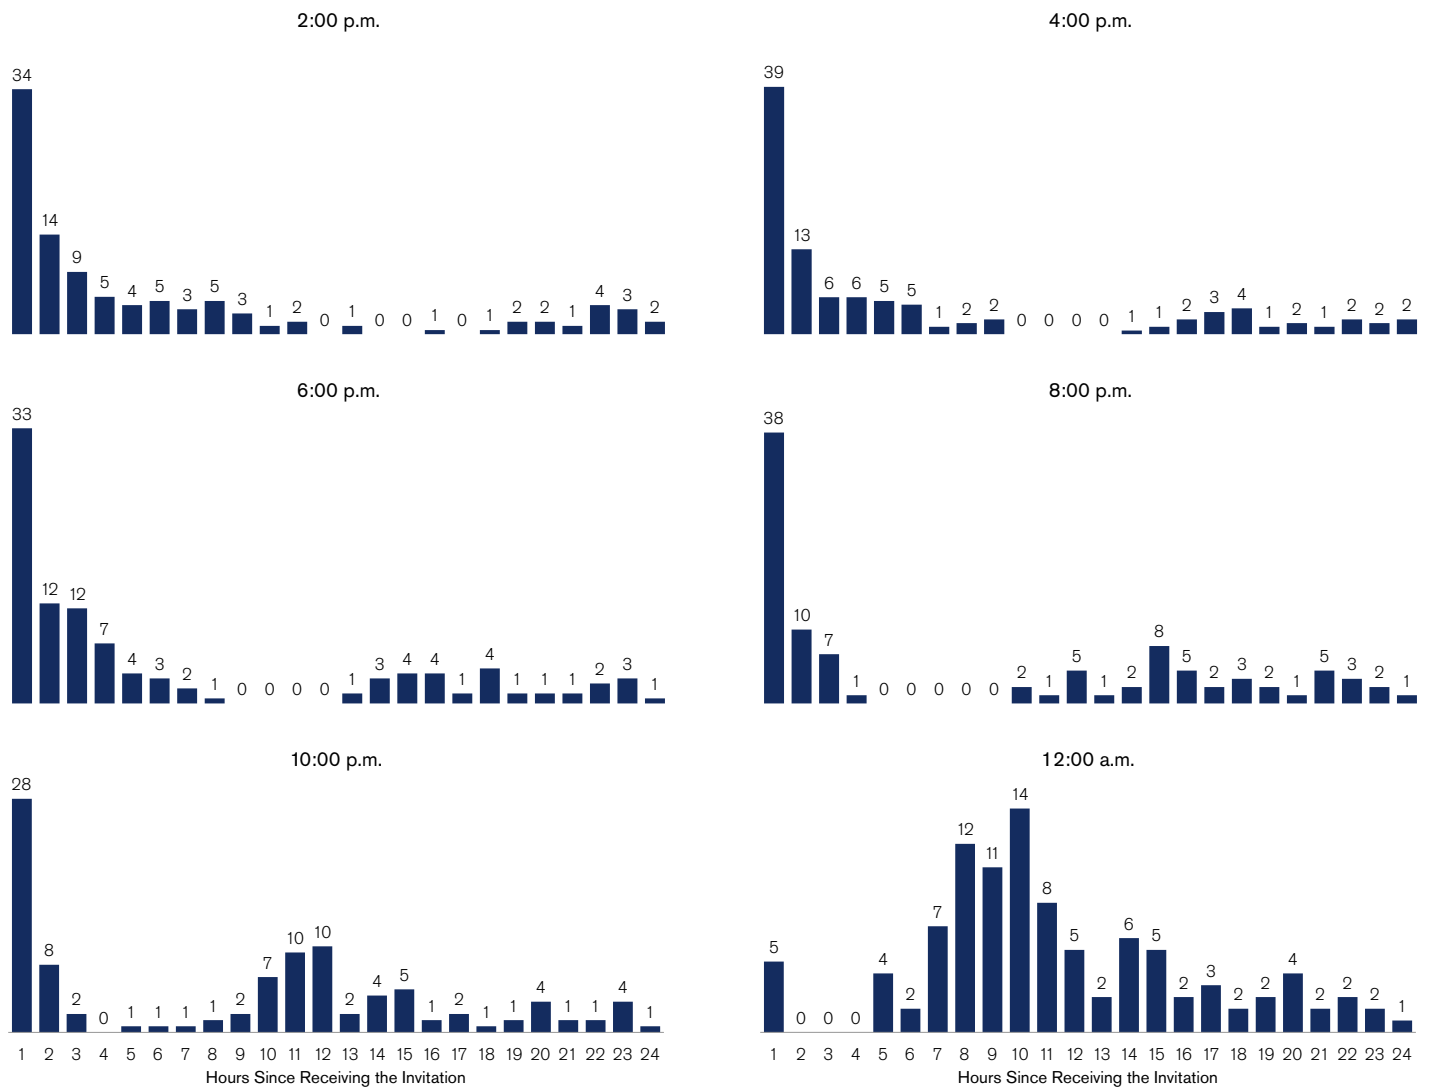 2:00 p.m.
34 14 9 5 4 5 3 5 3 1 2 0 1 0 0 1 0 1 2 2 1 4 3 2
4:00 p.m.
39 13 6 6 5 5 1 2 2 0 0 0 0 1 1 2 3 4 1 2 1 2 2 2
6:00 p.m.
33 12 12 7 4 3 2 1 0 0 0 0 1 3 4 4 1 4 1 1 1 2 3 1
8:00 p.m.
38 10 7 1 0 0 0 0 0 2 1 5 1 2 8 5 2 3 2 1 5 3 2 1
10:00 p.m.
28 8 2 0 1 1 1 1 2 7 10 10 2 4 5 1 2 1 1 4 1 1 4 1
1 2 3 4 5 6 7 8 9 10 11 12 13 14 15 16 17 18 19 20 21 22 23 24
Hours Since Receiving the Invitation
12:00 a.m.
5 0 0 0 4 2 7 12 11 14 8 5 2 6 5 2 3 2 2 4 2 2 2 1
1 2 3 4 5 6 7 8 9 10 11 12 13 14 15 16 17 18 19 20 21 22 23 24
Hours Since Receiving the Invitation